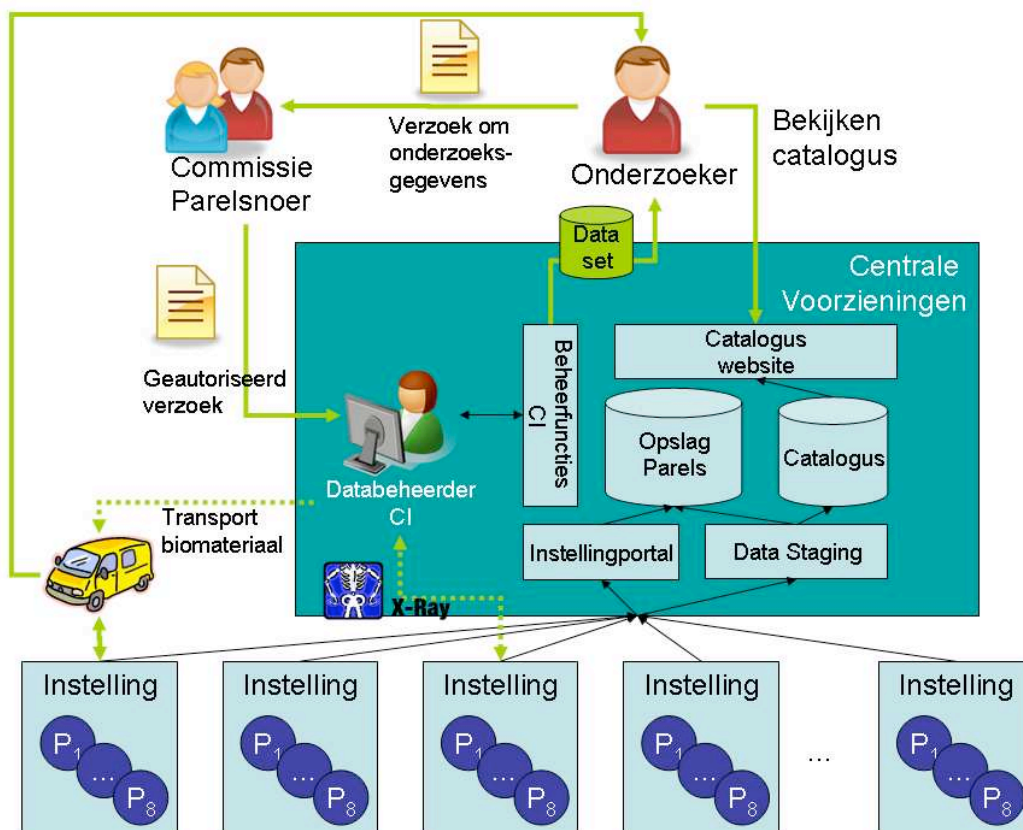 Commissie
Parelsnoer
Verzoek om
onderzoeks-
gegevens
Onderzoeker
Bekijken
catalogus
Data
set
Centrale
Voorzieningen
Geautoriseerd
verzoek
Beheerfuncties
CI
Catalogus
website
Opslag
Parels
Catalogus
Databeheerder
CI
Transport
biomateriaal
Instellingportal
Data Staging
X-Ray
Instelling
P1
...
P8
Instelling
P1
...
P8
Instelling
P1
...
P8
Instelling
P1
...
P8
...
Instelling
P1
...
P8